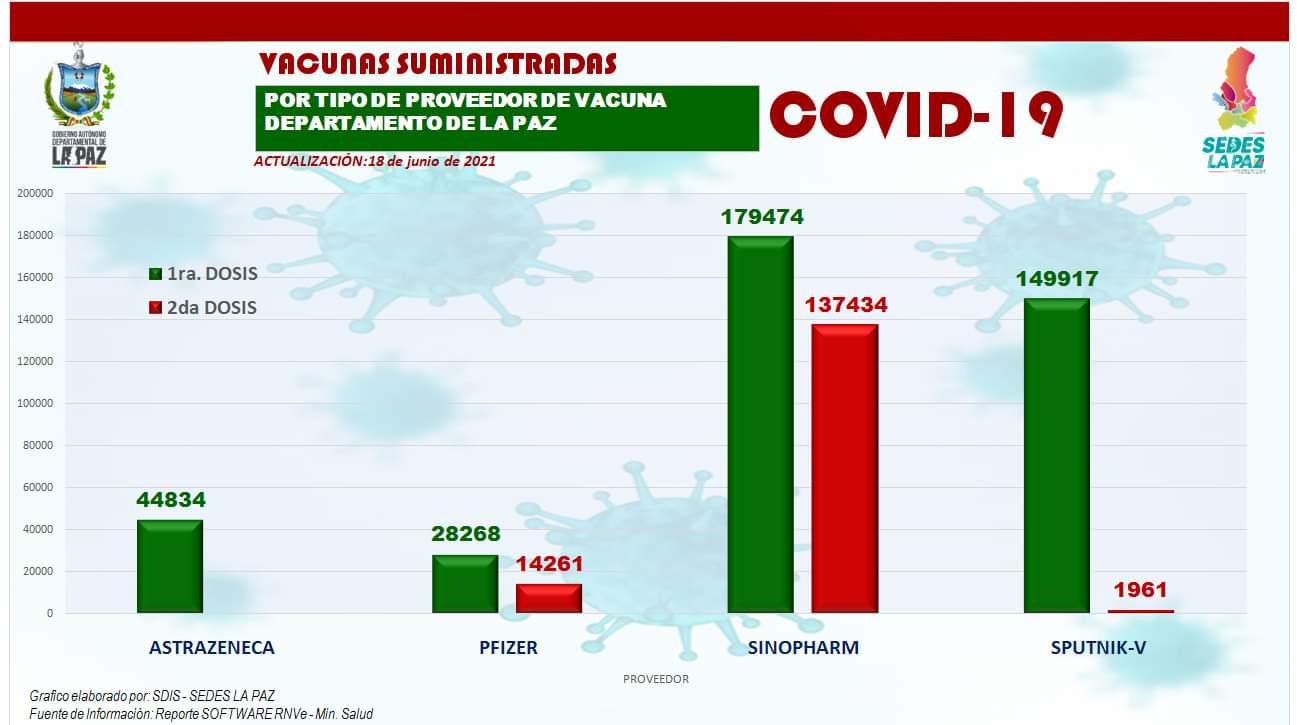 VACUNAS SUMINISTRADAS
POR TIPO DE PROVEEDOR DE VACUNA
DEPARTAMENTO DE LA PAZ
COVID-19
ACTUALIZACIÓN:18 de junio de 2021
GOBIERNO AUTÓNOMO
DEPARTAMENTAL DE
LA PAZ
SEDES
LA PAZ
200000
180000
160000
140000
120000
100000
80000
60000
40000
20000
0
1ra. DOSIS
2da DOSIS
44834
28268
14261
179474
137434
149917
1961
ASTRAZENECA
PFIZER
SINOPHARM
SPUTNIK-V
PROVEEDOR
Grafico elaborado por: SDIS - SEDES LA PAZ
Fuente de Informaciòn: Reporte SOFTWARE RNVe - Min. Salud